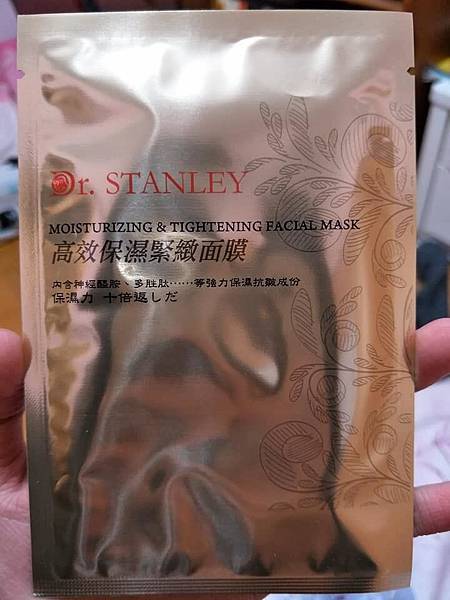 Dr. STANLEY
MOISTURIZING & TIGHTENING FACIAL MASK
高效保濕緊緻面膜
內含神經醯胺、多胜肽⋯⋯等強力保濕抗皺成份
保濕力 十倍返しだ